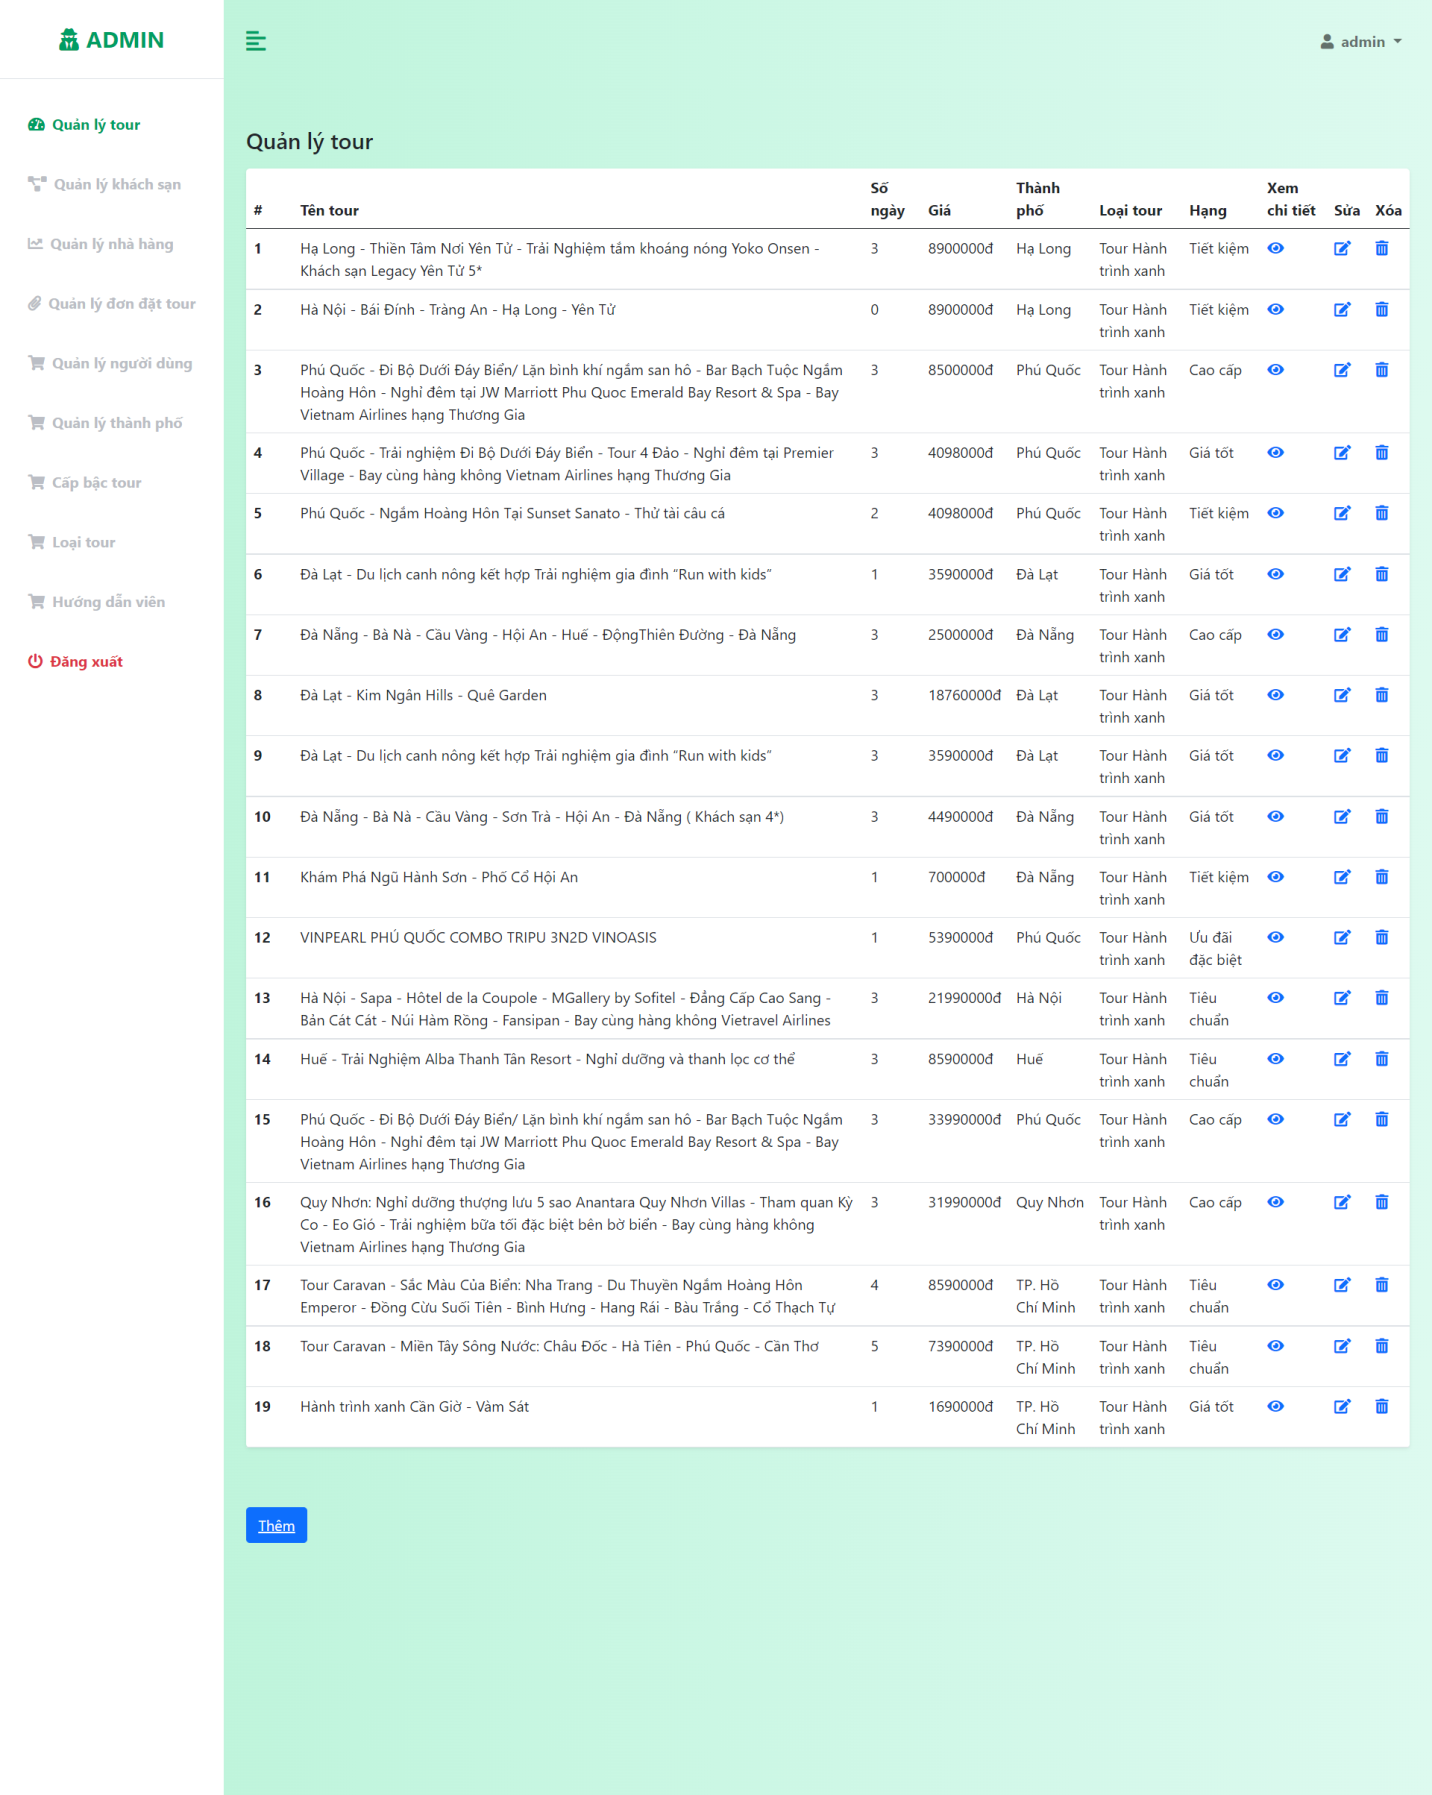 ADMIN
admin
Quản lý tour
Quản lý khách sạn
Quản lý nhà hàng
Quản lý đơn đặt tour
Quản lý người dùng
Quản lý thành phố
Cấp bậc tour
Loại tour
Hướng dẫn viên
Đăng xuất
Quản lý tour
# Tên tour Số ngày Giá Thành phố Loại tour Hạng Xem chi tiết Sửa Xóa
1 Hạ Long - Thiền Tâm Nơi Yên Tử - Trải Nghiệm tắm khoáng nóng Yoko Onsen - 3 8900000đ Hạ Long Tour Hành Tiết kiệm
Khách sạn Legacy Yên Tử 5* trình xanh
2 Hà Nội - Bái Đính - Tràng An - Hạ Long - Yên Tử 0 8900000đ Hạ Long Tour Hành Tiết kiệm
trình xanh
3 Phú Quốc - Đi Bộ Dưới Đáy Biển/ Lặn bình khí ngắm san hô - Bar Bạch Tuộc Ngắm 3 8500000đ Phú Quốc Tour Hành Cao cấp
Hoàng Hôn - Nghỉ đêm tại JW Marriott Phu Quoc Emerald Bay Resort & Spa - Bay trình xanh
Vietnam Airlines hạng Thương Gia
4 Phú Quốc - Trải nghiệm Đi Bộ Dưới Đáy Biển - Tour 4 Đảo - Nghỉ đêm tại Premier 3 4098000đ Phú Quốc Tour Hành Giá tốt
Village - Bay cùng hàng không Vietnam Airlines hạng Thương Gia trình xanh
5 Phú Quốc - Ngắm Hoàng Hôn Tại Sunset Sanato - Thử tài câu cá 2 4098000đ Phú Quốc Tour Hành Tiết kiệm
trình xanh
6 Đà Lạt - Du lịch canh nông kết hợp Trải nghiệm gia đình “Run with kids” 1 3590000đ Đà Lạt Tour Hành Giá tốt
trình xanh
7 Đà Nẵng - Bà Nà - Cầu Vàng - Hội An - Huế - ĐộngThiên Đường - Đà Nẵng 3 2500000đ Đà Nẵng Tour Hành Cao cấp
trình xanh
8 Đà Lạt - Kim Ngân Hills - Quê Garden 3 18760000đ Đà Lạt Tour Hành Giá tốt
trình xanh
9 Đà Lạt - Du lịch canh nông kết hợp Trải nghiệm gia đình “Run with kids” 3 3590000đ Đà Lạt Tour Hành Giá tốt
trình xanh
10 Đà Nẵng - Bà Nà - Cầu Vàng - Sơn Trà - Hội An - Đà Nẵng ( Khách sạn 4*) 3 4490000đ Đà Nẵng Tour Hành Giá tốt
trình xanh
11 Khám Phá Ngũ Hành Sơn - Phố Cổ Hội An 1 700000đ Đà Nẵng Tour Hành Tiết kiệm
trình xanh
12 VINPEARL PHÚ QUỐC COMBO TRIPU 3N2D VINOASIS 1 5390000đ Phú Quốc Tour Hành Ưu đãi
trình xanh đặc biệt
13 Hà Nội - Sapa - Hôtel de la Coupole - MGallery by Sofitel - Đẳng Cấp Cao Sang - 3 21990000đ Hà Nội Tour Hành Tiêu
Bản Cát Cát - Núi Hàm Rồng - Fansipan - Bay cùng hàng không Vietravel Airlines trình xanh chuẩn
14 Huế - Trải Nghiệm Alba Thanh Tân Resort - Nghỉ dưỡng và thanh lọc cơ thể 3 8590000đ Huế Tour Hành Tiêu
trình xanh chuẩn
15 Phú Quốc - Đi Bộ Dưới Đáy Biển/ Lặn bình khí ngắm san hô - Bar Bạch Tuộc Ngắm 3 33990000đ Phú Quốc Tour Hành Cao cấp
Hoàng Hôn - Nghỉ đêm tại JW Marriott Phu Quoc Emerald Bay Resort & Spa - Bay trình xanh
Vietnam Airlines hạng Thương Gia
16 Quy Nhơn: Nghỉ dưỡng thượng lưu 5 sao Anantara Quy Nhơn Villas - Tham quan Kỳ 3 31990000đ Quy Nhơn Tour Hành Cao cấp
Co - Eo Gió - Trải nghiệm bữa tối đặc biệt bên bờ biển - Bay cùng hàng không trình xanh
Vietnam Airlines hạng Thương Gia
17 Tour Caravan - Sắc Màu Của Biển: Nha Trang - Du Thuyền Ngắm Hoàng Hôn 4 8590000đ TP. Hồ Tour Hành Tiêu
Emperor - Đồng Cừu Suối Tiên - Bình Hưng - Hang Rái - Bàu Trắng - Cổ Thạch Tự Chí Minh trình xanh chuẩn
18 Tour Caravan - Miền Tây Sông Nước: Châu Đốc - Hà Tiên - Phú Quốc - Cần Thơ 5 7390000đ TP. Hồ Tour Hành Tiêu
Chí Minh trình xanh chuẩn
19 Hành trình xanh Cần Giờ - Vàm Sát 1 1690000đ TP. Hồ Tour Hành Giá tốt
Chí Minh trình xanh
Thêm